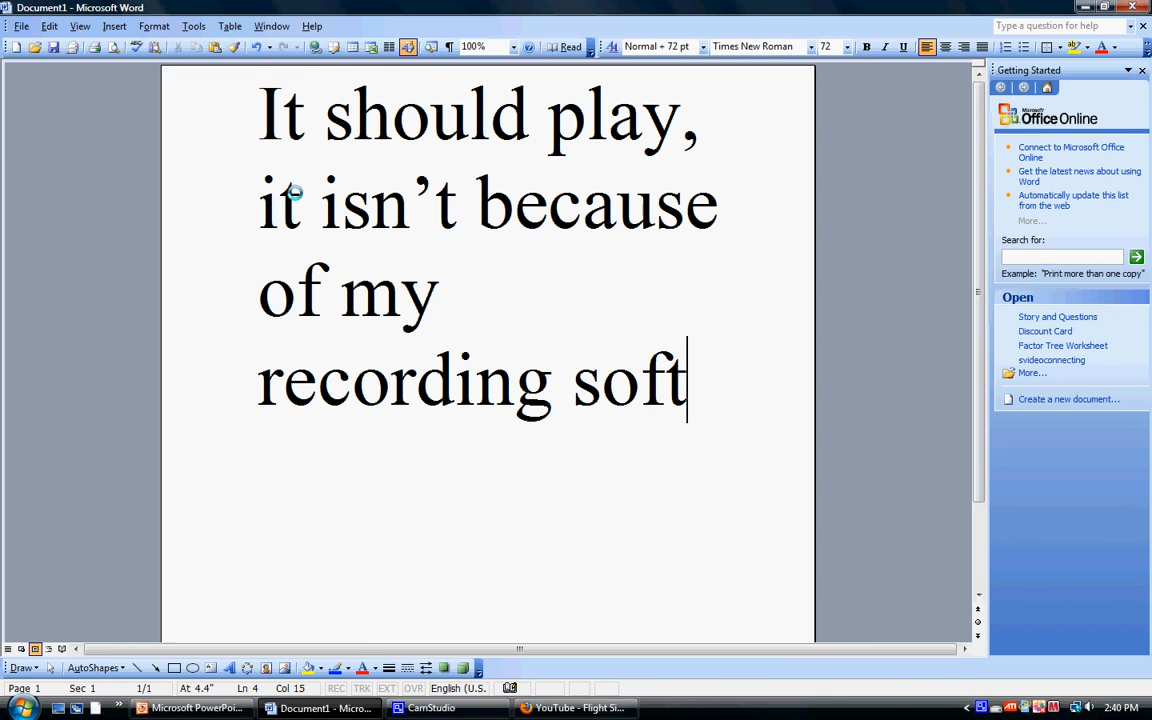 Document1 - Microsoft Word
File Edit View Insert Format Tools Table Window Help
Type a question for help
100%
Read
Normal + 72 pt
Times New Roman
72
B I U
Getting Started
Microsoft
Office Online
Connect to Microsoft Office
Online
Get the latest news about using
Word
Automatically update this list
from the web
More...
Search for:
Example: "Print more than one copy"
Open
Story and Questions
Discount Card
Factor Tree Worksheet
svideoconnecting
More...
Create a new document...
It should play,
it isn’t because
of my
recording soft
Draw
AutoShapes
Page 1 Sec 1 1/1 At 4.4" Ln 4 Col 15 REC TRK EXT OVR English (U.S.
Microsoft PowerPoi...
Document1 - Micro...
CamStudio
YouTube - Flight Si...
2:40 PM